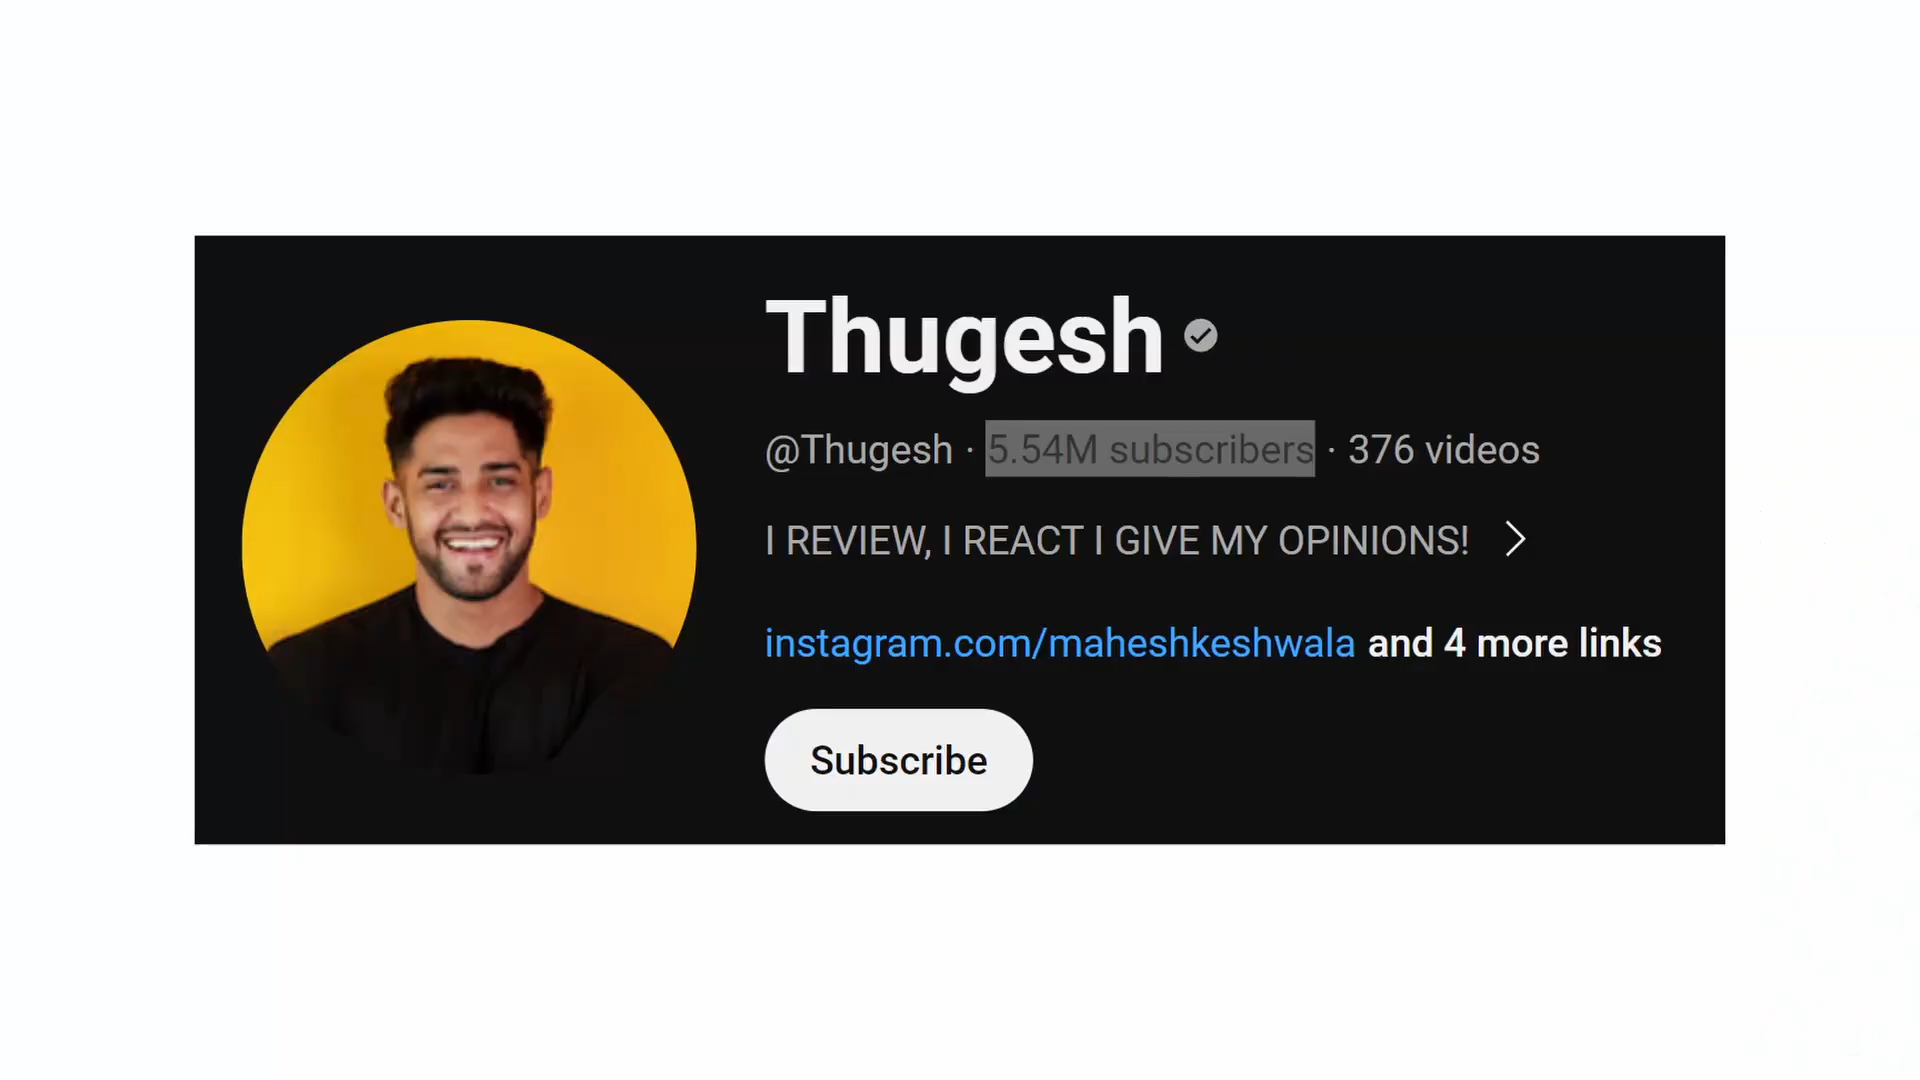 Thugesh
@Thugesh · 5.54M subscribers · 376 videos
I REVIEW, I REACT I GIVE MY OPINIONS!
instagram.com/maheshkeshwala and 4 more links
Subscribe